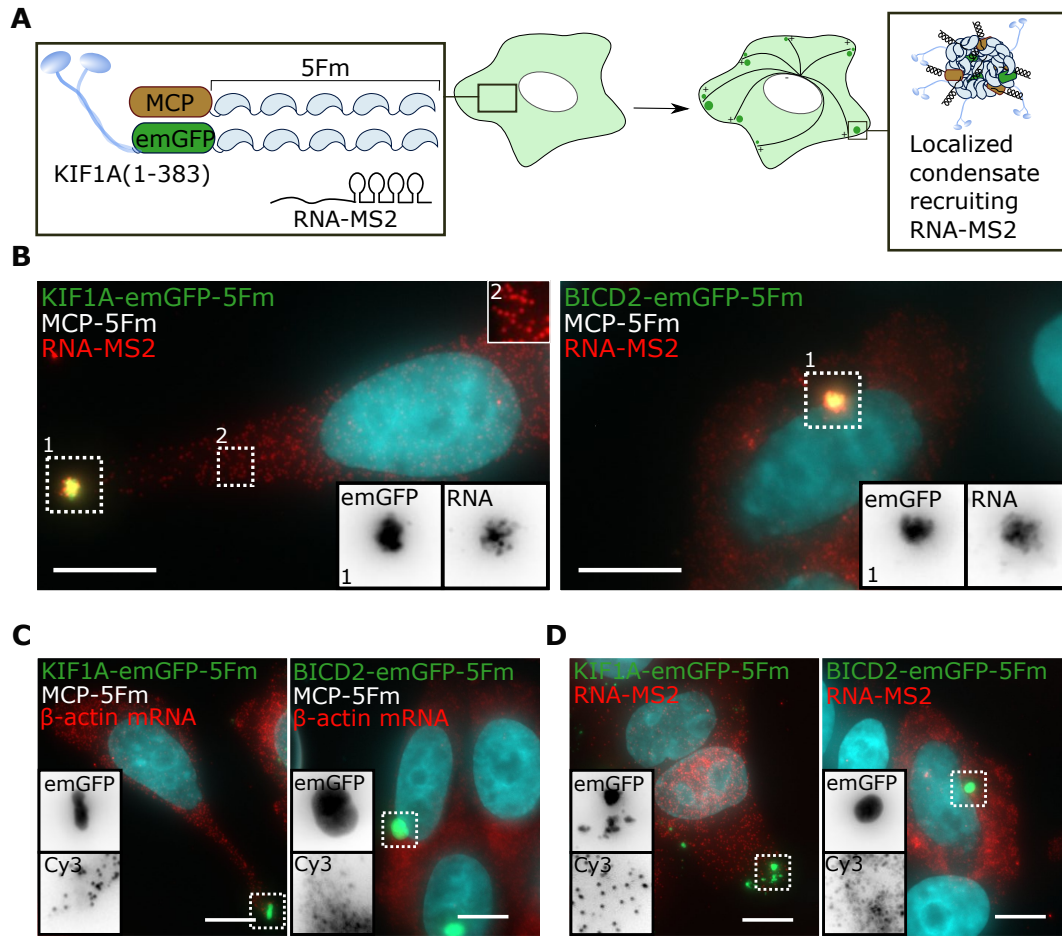 A
5Fm
MCP
emGFP
KIF1A(1-383)
RNA-MS2
+
+
+
+
+
-
+
Localized
condensate
recruiting
RNA-MS2
B
KIF1A-emGFP-5Fm
MCP-5Fm
RNA-MS2
2
1
2
emGFP
RNA
1
BICD2-emGFP-5Fm
MCP-5Fm
RNA-MS2
1
emGFP
RNA
1
C
KIF1A-emGFP-5Fm
MCP-5Fm
β-actin mRNA
emGFP
Cy3
BICD2-emGFP-5Fm
MCP-5Fm
β-actin mRNA
emGFP
Cy3
D
KIF1A-emGFP-5Fm
RNA-MS2
emGFP
Cy3
BICD2-emGFP-5Fm
RNA-MS2
emGFP
Cy3